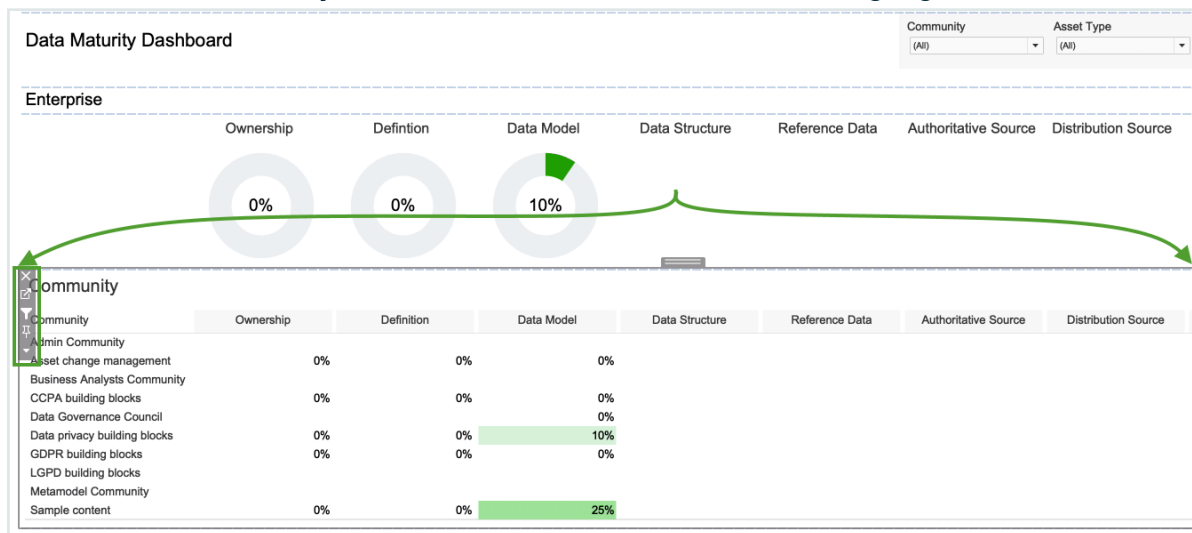 Data Maturity Dashboard
Community Asset Type
(All) (All)
Enterprise
Ownership Defintion Data Model Data Structure Reference Data Authoritative Source Distribution Source
0% 0% 10%
Community
Community Ownership Definition Data Model Data Structure Reference Data Authoritative Source Distribution Source
Admin Community
Asset change management 0% 0% 0%
Business Analysts Community
CCPA building blocks 0% 0% 0%
Data Governance Council 0%
Data privacy building blocks 0% 0% 10%
GDPR building blocks 0% 0% 0%
LGPD building blocks
Metamodel Community
Sample content 0% 0% 25%